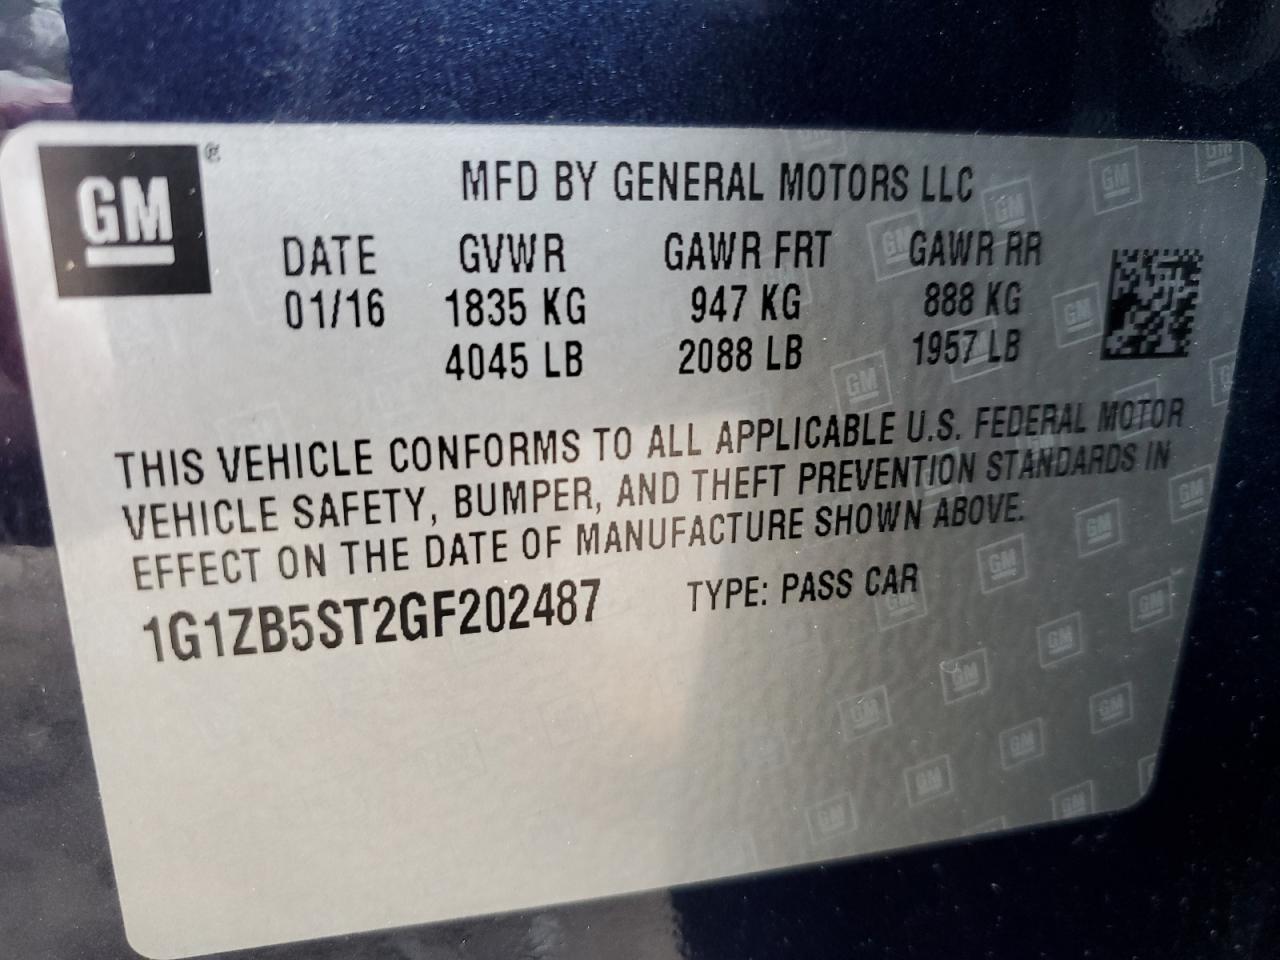 GM®
MFD BY GENERAL MOTORS LLC
DATE GVWR GAWR FRT GAWR RR
01/16 1835 KG 947 KG 888 KG
4045 LB 2088 LB 1957 LB
THIS VEHICLE CONFORMS TO ALL APPLICABLE U.S. FEDERAL MOTOR
VEHICLE SAFETY, BUMPER, AND THEFT PREVENTION STANDARDS IN
EFFECT ON THE DATE OF MANUFACTURE SHOWN ABOVE.
1G1ZB5ST2GF202487 TYPE: PASS CAR